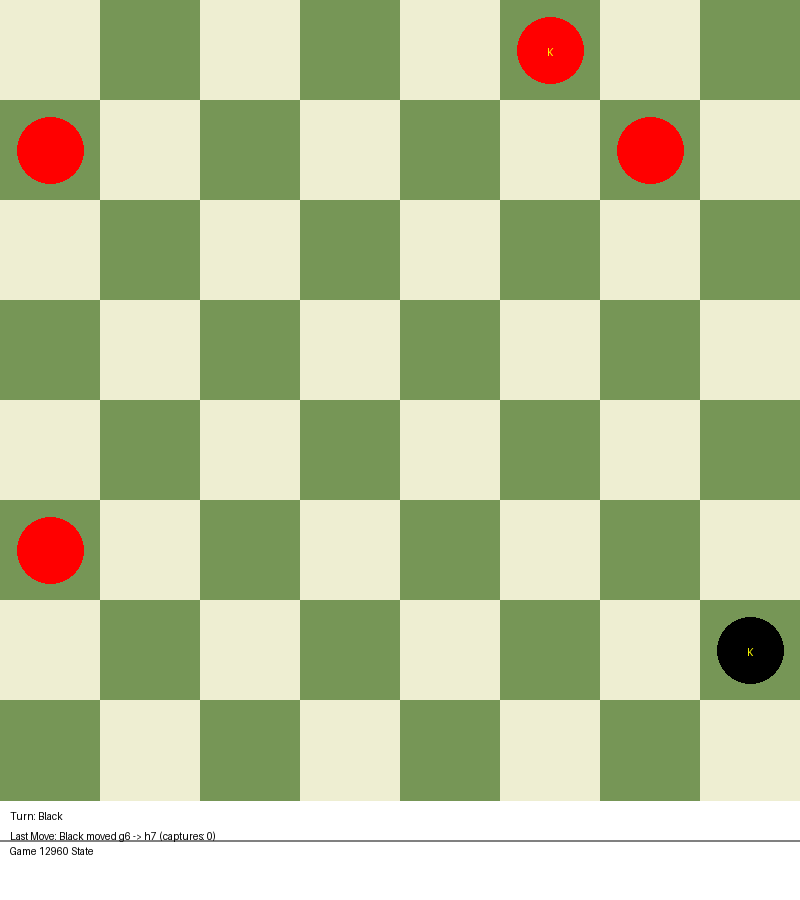 K
K
Turn: Black
Last Move: Black moved g6 -> h7 (captures: 0)
Game 12960 State